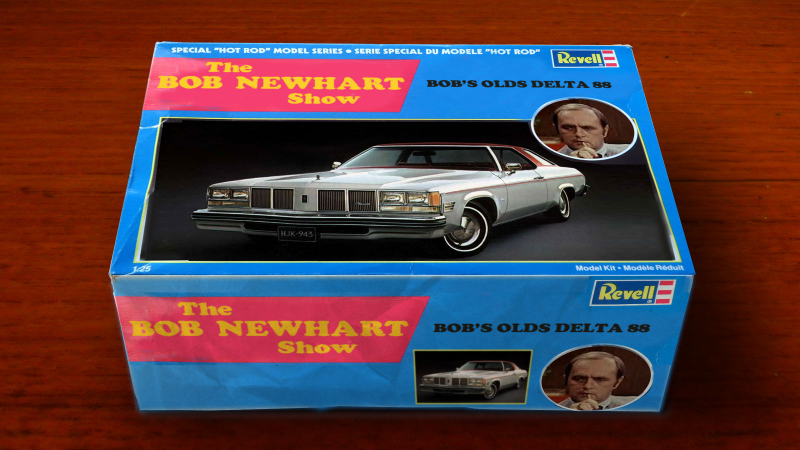 SPECIAL "HOT ROD" MODEL SERIES • SERIE SPECIAL DU MODELE "HOT ROD"
Revell
The
BOB NEWHART
Show
BOB'S OLDS DELTA 88
HJK-943
1/25
Model Kit • Modèle Réduit
Revell
The
BOB NEWHART
Show
BOB'S OLDS DELTA 88